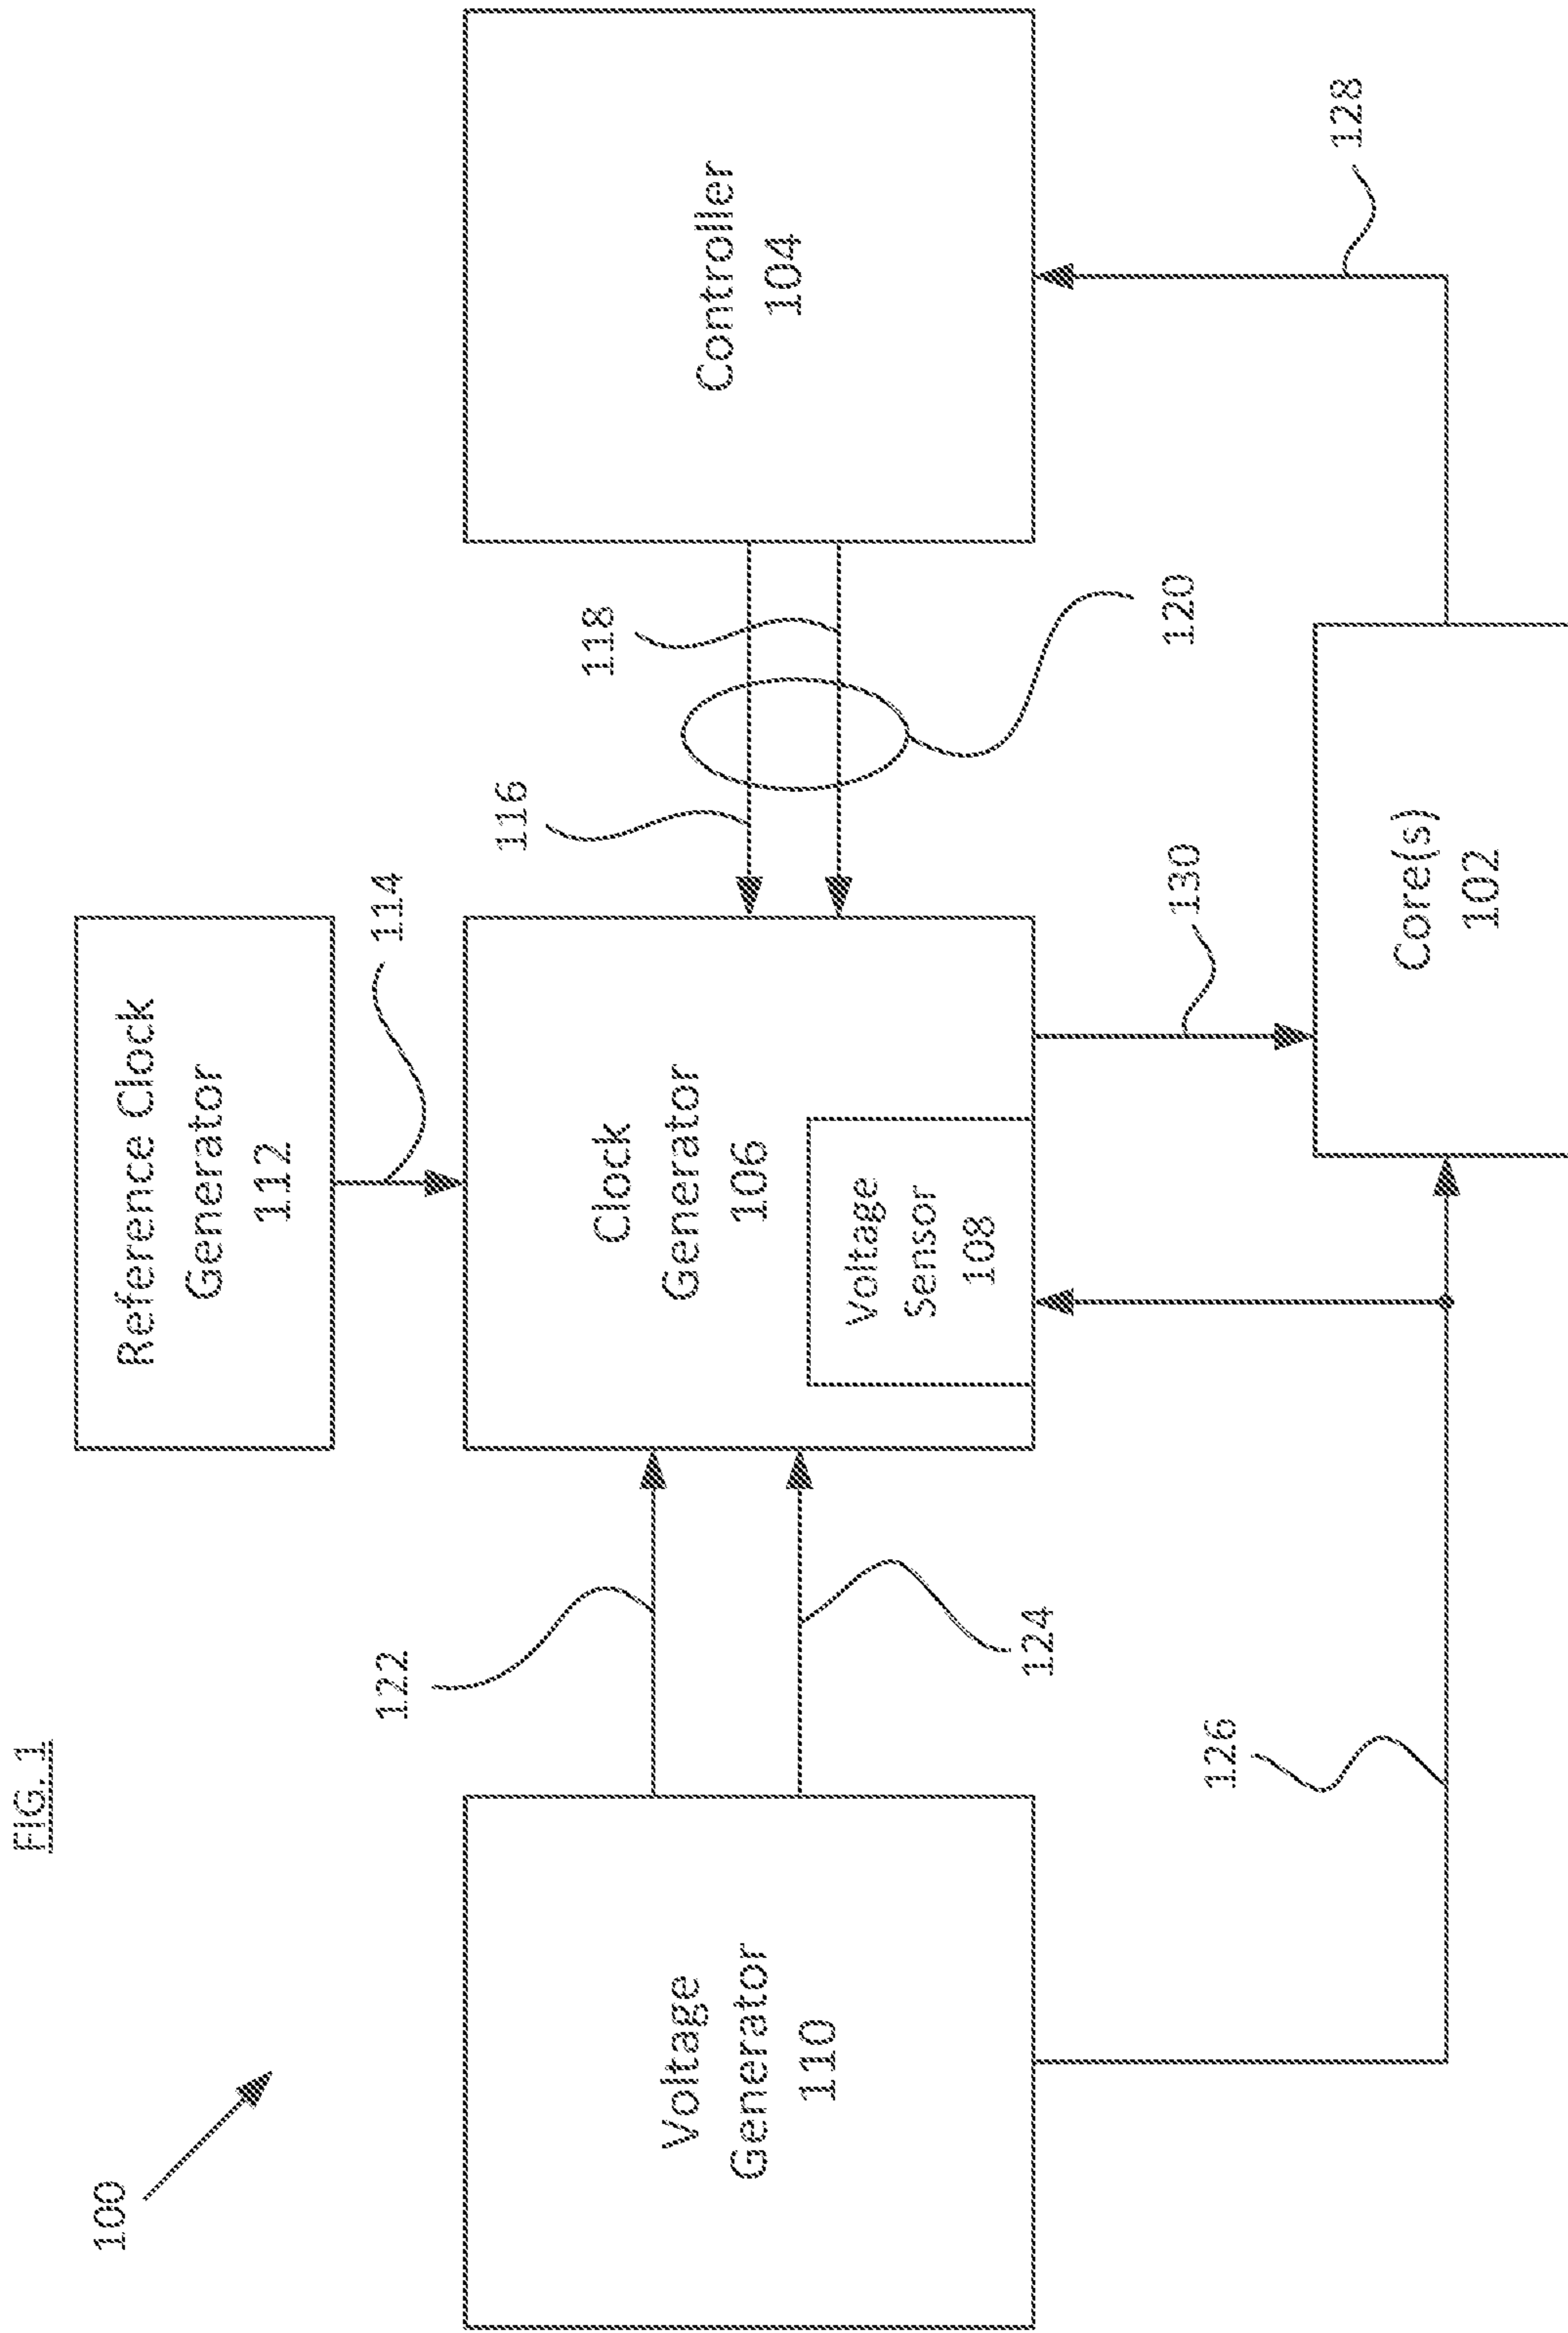 FIG. 1
100
Reference Clock
Generator
112
114
Voltage
Generator
110
122
124
Clock
Generator
106
Voltage
Sensor
108
116
118
120
Controller
104
126
130
128
Core(s)
102